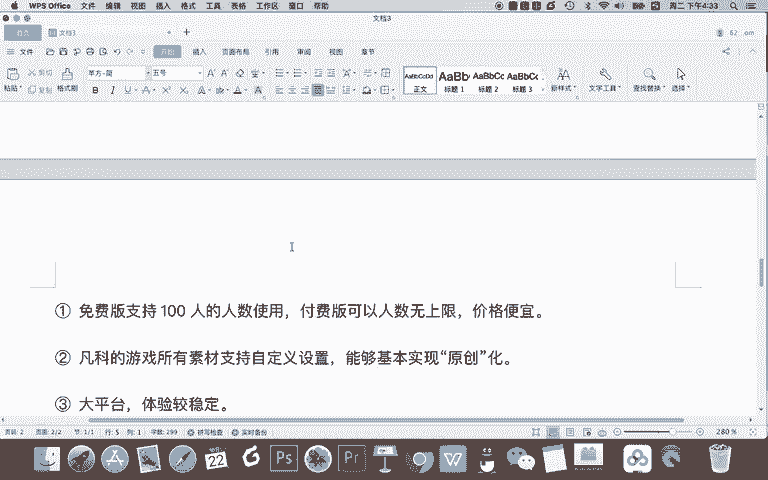 WPS Office 文件 编辑 视图 插入 格式 工具 表格 工作区 窗口 帮助 周二 下午4:33
文档3
文档3
文件 开始 插入 页面布局 引用 审阅 视图 章节
粘贴 剪切 复制 格式刷 苹方-简 五号 AaBbCcDd 正文 AaBb 标题 1 AaBbCc 标题 2 AaBbCc 标题 3 新样式 文字工具 查找替换 选择
① 免费版支持 100 人的人数使用，付费版可以人数无上限，价格便宜。
② 凡科的游戏所有素材支持自定义设置，能够基本实现“原创”化。
③ 大平台，体验较稳定。
页码: 2 页面: 2/2 节: 1/1 行: 5 列: 1 字数: 299 拼写检查 实时备份 280 %
22 Ps Pr W